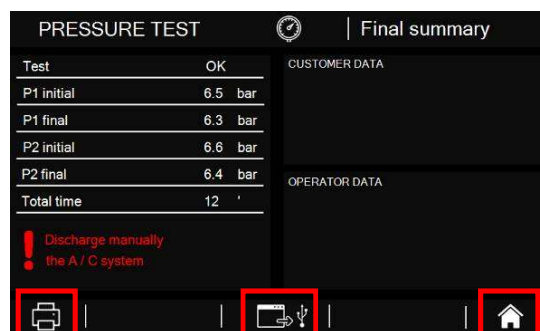 PRESSURE TEST
Final summary
Test OK
P1 initial 6.5 bar
P1 final 6.3 bar
P2 initial 6.6 bar
P2 final 6.4 bar
Total time 12 '
Discharge manually
the A / C system
CUSTOMER DATA
OPERATOR DATA